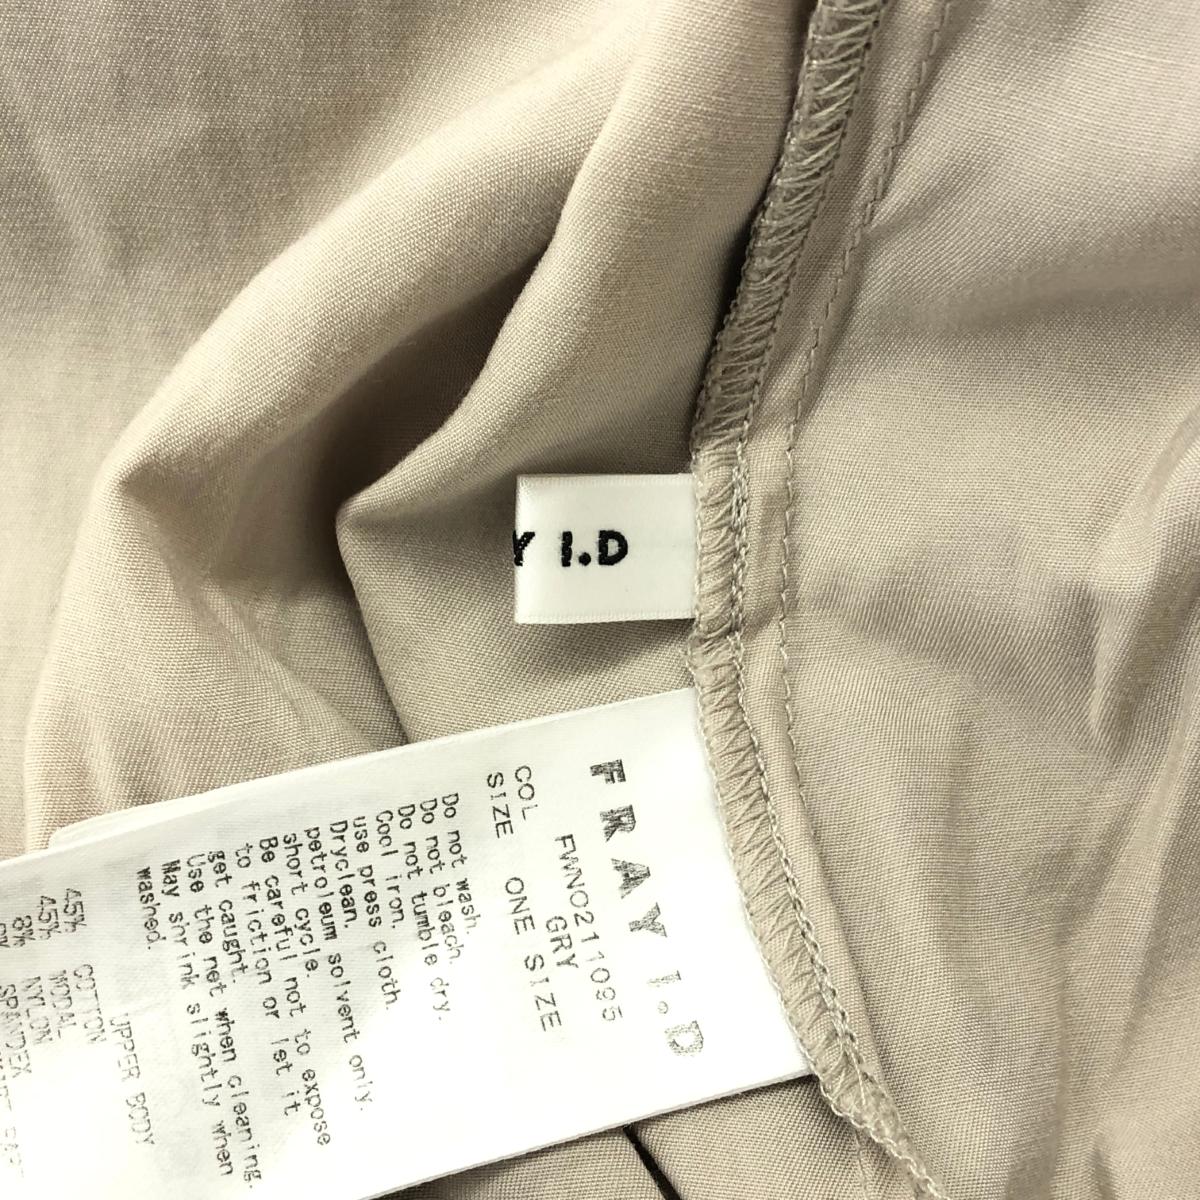 Y I.D
FRAY I.D
FWNO211095
COL GRY
SIZE ONE SIZE
Do not wash.
Do not bleach.
Do not tumble dry.
Cool iron.
use press cloth.
Dryclean.
petroleum solvent only.
short cycle.
Be careful not to expose
to friction or let it
get caught.
Use the net when cleaning.
May shrink slightly when
washed.
UPPER BODY
45% COTTON
45% MODAL
8% NYLON
SPANDEX